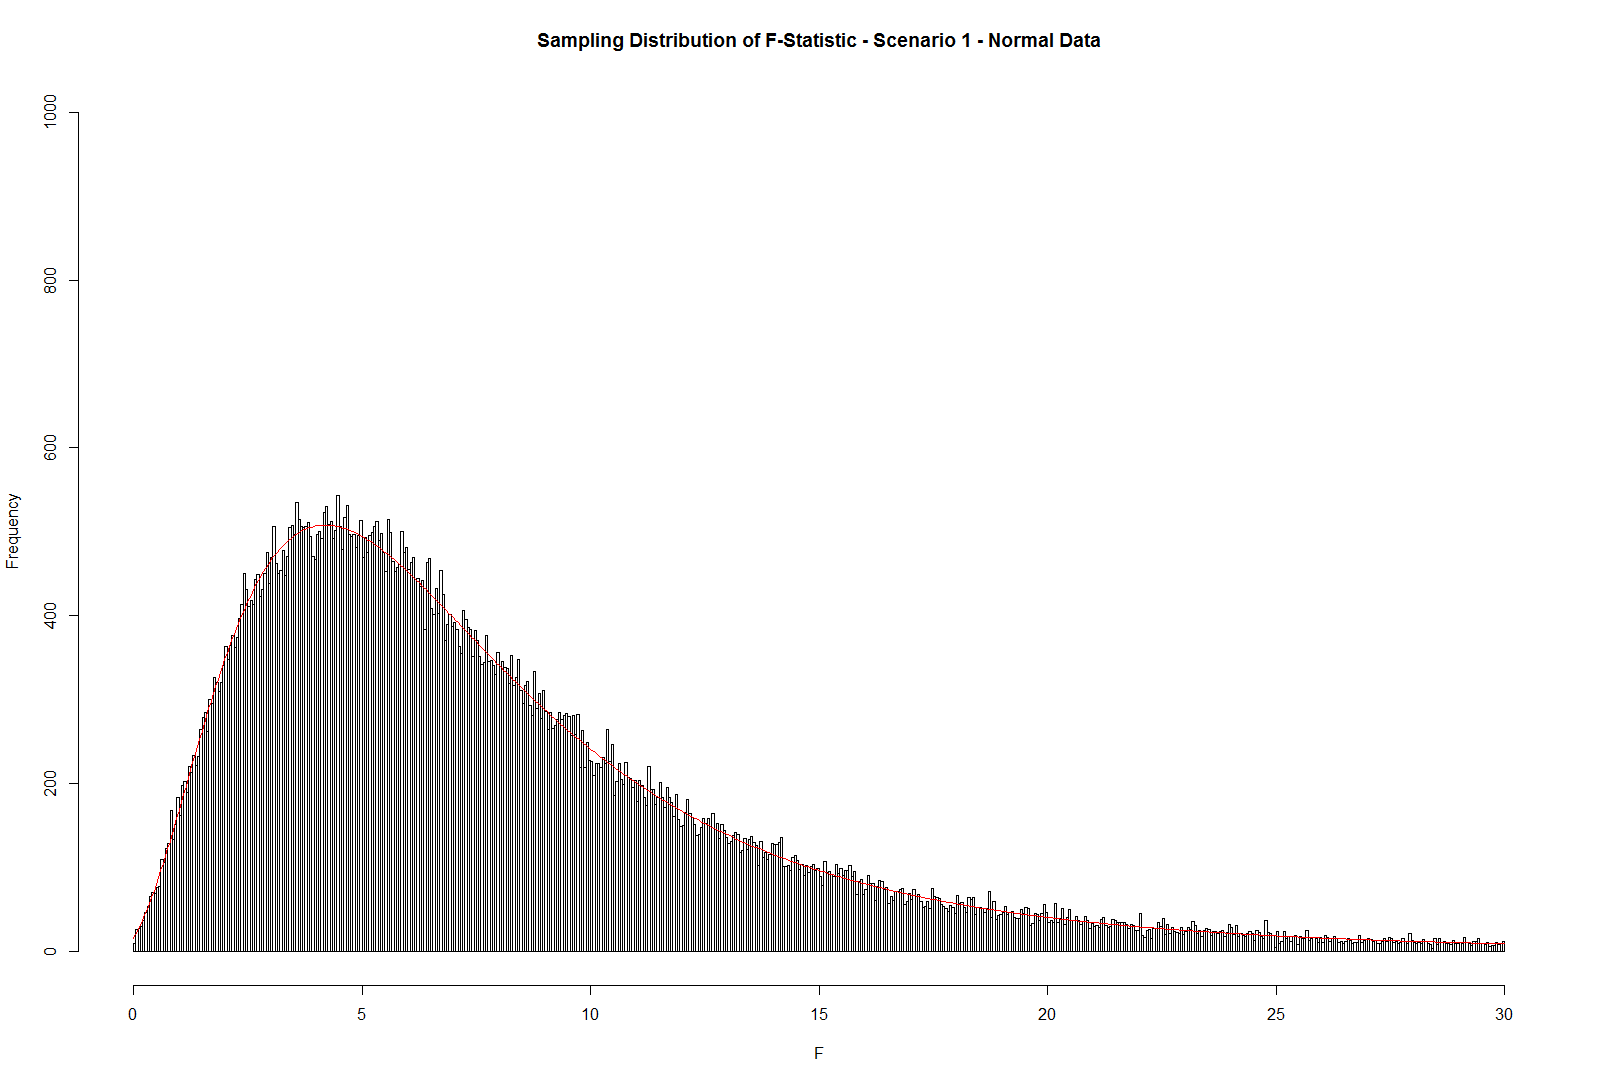 Sampling Distribution of F-Statistic - Scenario 1 - Normal Data
1000
800
600
400
200
0
Frequency
0 5 10 15 20 25 30
F